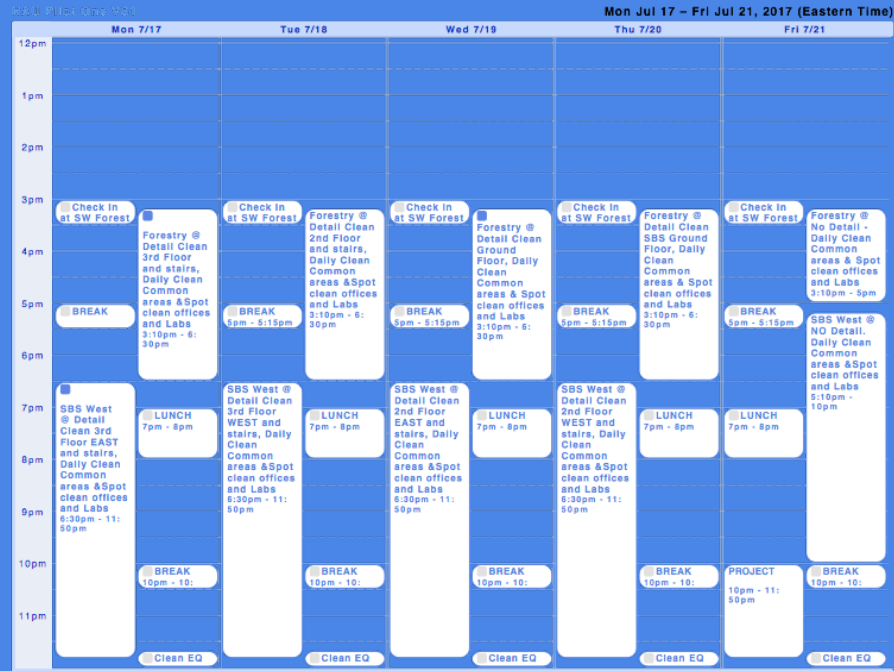 Mon Jul 17 – Fri Jul 21, 2017 (Eastern Time)
Mon 7/17
Tue 7/18
Wed 7/19
Thu 7/20
Fri 7/21
12pm
1pm
2pm
3pm
4pm
5pm
6pm
7pm
8pm
9pm
10pm
11pm
Check In
at SW Forest
Forestry @
Detail Clean
3rd Floor
and stairs,
Daily Clean
Common
areas &Spot
clean offices
and Labs
3:10pm - 6:
30pm
BREAK
SBS West
@ Detail
Clean 3rd
Floor EAST
and stairs,
Daily Clean
Common
areas &Spot
clean offices
and Labs
6:30pm - 11:
50pm
LUNCH
7pm - 8pm
BREAK
10pm - 10:
Clean EQ
Check In
at SW Forest
Forestry @
Detail Clean
2nd Floor
and stairs,
Daily Clean
Common
areas &Spot
clean offices
and Labs
3:10pm - 6:
30pm
BREAK
5pm - 5:15pm
SBS West @
Detail Clean
3rd Floor
WEST and
stairs, Daily
Clean
Common
areas &Spot
clean offices
and Labs
6:30pm - 11:
50pm
LUNCH
7pm - 8pm
BREAK
10pm - 10:
Clean EQ
Check In
at SW Forest
Forestry @
Detail Clean
Ground
Floor, Daily
Clean
Common
areas & Spot
clean offices
and Labs
3:10pm - 6:
30pm
BREAK
5pm - 5:15pm
SBS West @
Detail Clean
2nd Floor
EAST and
stairs, Daily
Clean
Common
areas &Spot
clean offices
and Labs
6:30pm - 11:
50pm
LUNCH
7pm - 8pm
BREAK
10pm - 10:
Clean EQ
Check In
at SW Forest
Forestry @
Detail Clean
SBS Ground
Floor, Daily
Clean
Common
areas & Spot
clean offices
and Labs
3:10pm - 6:
30pm
BREAK
5pm - 5:15pm
SBS West @
Detail Clean
2nd Floor
WEST and
stairs, Daily
Clean
Common
areas &Spot
clean offices
and Labs
6:30pm - 11:
50pm
LUNCH
7pm - 8pm
BREAK
10pm - 10:
Clean EQ
Check In
at SW Forest
Forestry @
No Detail -
Daily Clean
Common
areas & Spot
clean offices
and Labs
3:10pm - 5pm
BREAK
5pm - 5:15pm
SBS West @
NO Detail.
Daily Clean
Common
areas &Spot
clean offices
and Labs
5:10pm -
10pm
LUNCH
7pm - 8pm
PROJECT
10pm - 11:
50pm
BREAK
10pm - 10:
Clean EQ